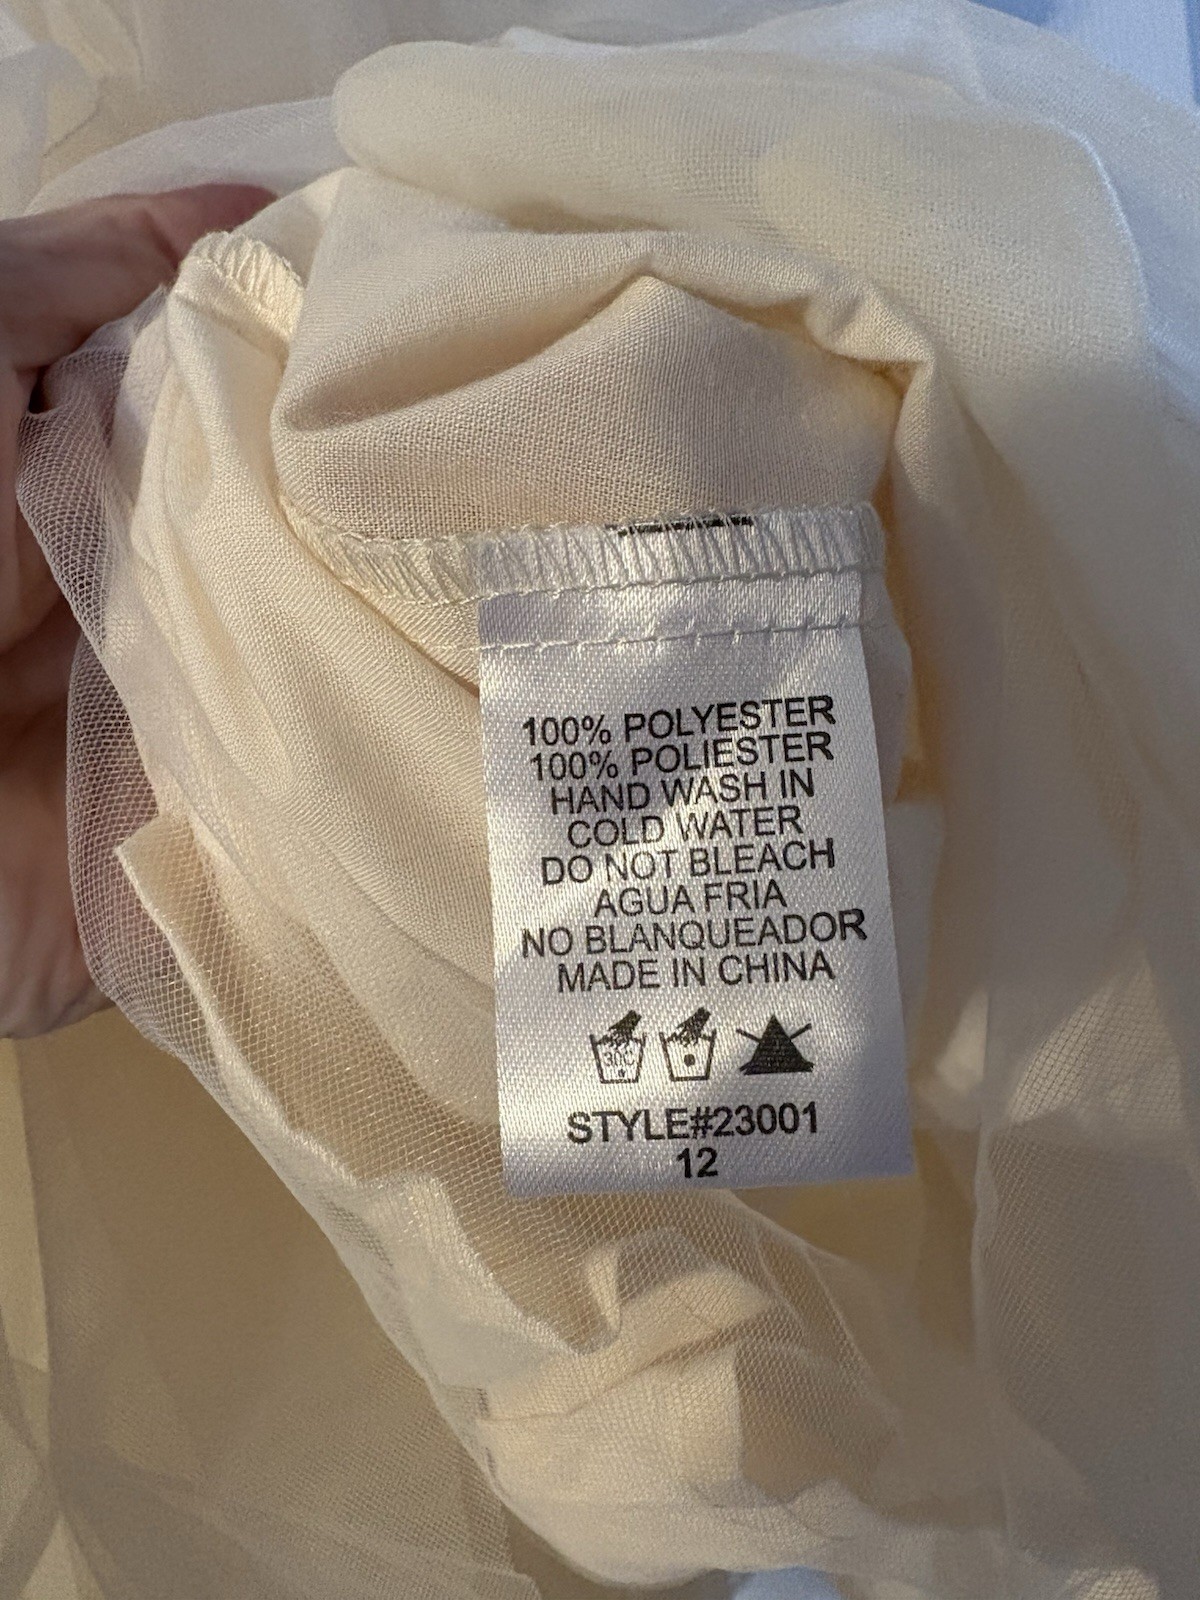 100% POLYESTER
100% POLIESTER
HAND WASH IN
COLD WATER
DO NOT BLEACH
AGUA FRIA
NO BLANQUEADOR
MADE IN CHINA
30C
STYLE#23001
12